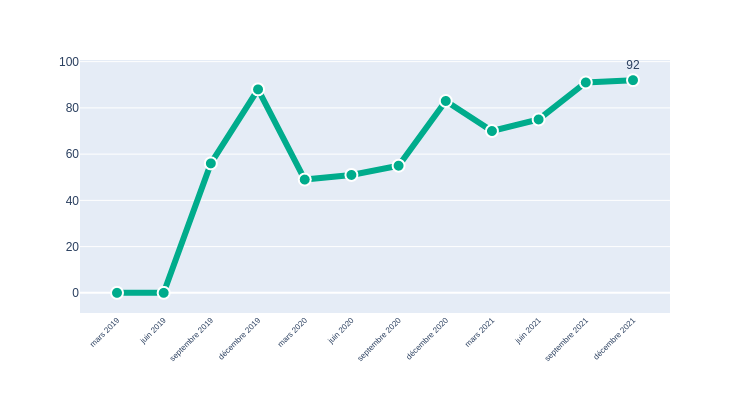 100
92
80
60
40
20
0
mars 2019
juin 2019
septembre 2019
décembre 2019
mars 2020
juin 2020
septembre 2020
décembre 2020
mars 2021
juin 2021
septembre 2021
décembre 2021